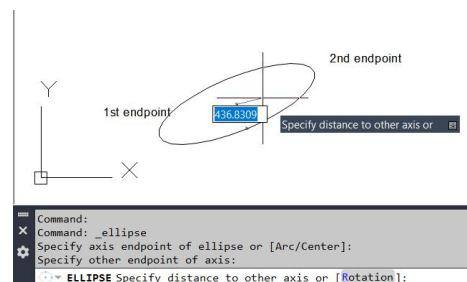 2nd endpoint
Y
1st endpoint
436.8309
Specify distance to other axis or
X
Command:
Command: _ellipse
Specify axis endpoint of ellipse or [Arc/Center]:
Specify other endpoint of axis:
ELLIPSE Specify distance to other axis or [Rotation]: